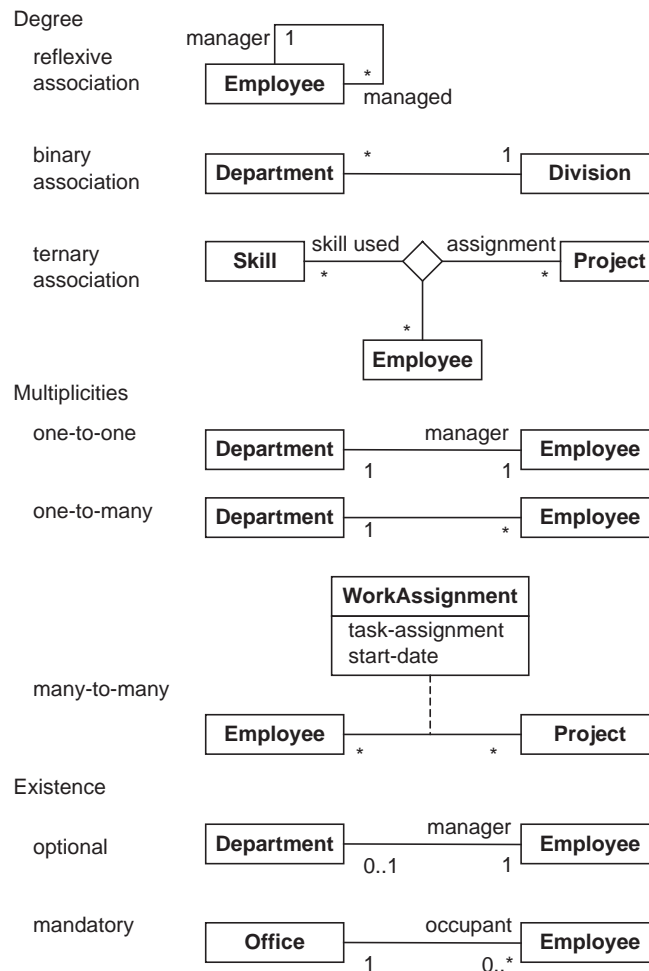 Degree
manager 1
reflexive
association
Employee
*
managed
binary
association
Department
* 1
Division
ternary
association
Skill
skill used
*
assignment
*
Project
*
Employee
Multiplicities
one-to-one
Department
manager
1 1
Employee
one-to-many
Department
1 *
Employee
WorkAssignment
task-assignment
start-date
many-to-many
Employee
* *
Project
Existence
optional
Department
manager
0..1 1
Employee
mandatory
Office
occupant
1 0..*
Employee